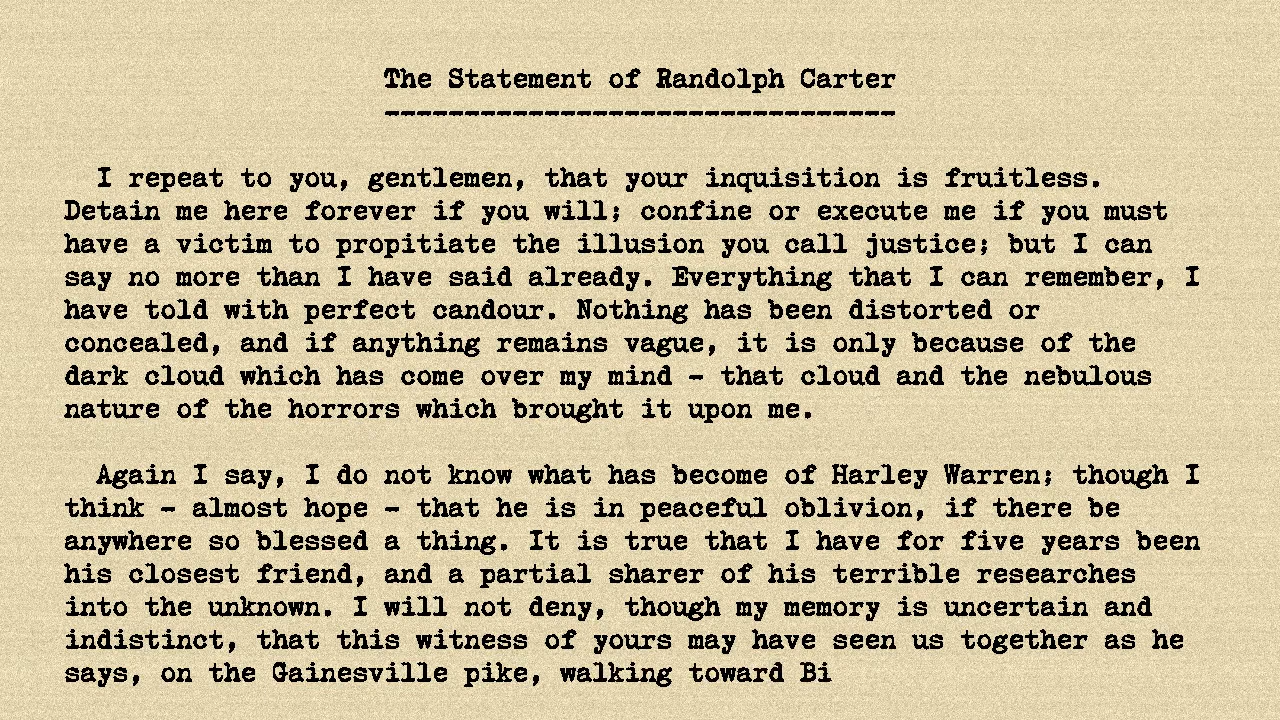 The Statement of Randolph Carter
--------------------------------
I repeat to you, gentlemen, that your inquisition is fruitless.
Detain me here forever if you will; confine or execute me if you must
have a victim to propitiate the illusion you call justice; but I can
say no more than I have said already. Everything that I can remember, I
have told with perfect candour. Nothing has been distorted or
concealed, and if anything remains vague, it is only because of the
dark cloud which has come over my mind - that cloud and the nebulous
nature of the horrors which brought it upon me.
Again I say, I do not know what has become of Harley Warren; though I
think - almost hope - that he is in peaceful oblivion, if there be
anywhere so blessed a thing. It is true that I have for five years been
his closest friend, and a partial sharer of his terrible researches
into the unknown. I will not deny, though my memory is uncertain and
indistinct, that this witness of yours may have seen us together as he
says, on the Gainesville pike, walking toward Bi